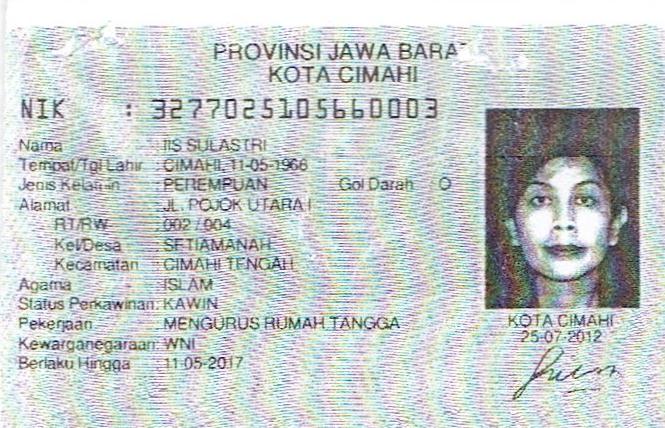 PROVINSI JAWA BARAT
KOTA CIMAHI
NIK : 3277025105660003
Nama : IIS SULASTRI
Tempat/Tgl Lahir : CIMAHI, 11-05-1966
Jenis Kelamin : PEREMPUAN Gol Darah O
Alamat : JL. POJOK UTARA I
RT/RW : 002 / 004
Kel/Desa : SETIAMANAH
Kecamatan : CIMAHI TENGAH
Agama : ISLAM
Status Perkawinan: KAWIN
Pekerjaan : MENGURUS RUMAH TANGGA
Kewarganegaraan: WNI
Berlaku Hingga : 11-05-2017
KOTA CIMAHI
25-07-2012